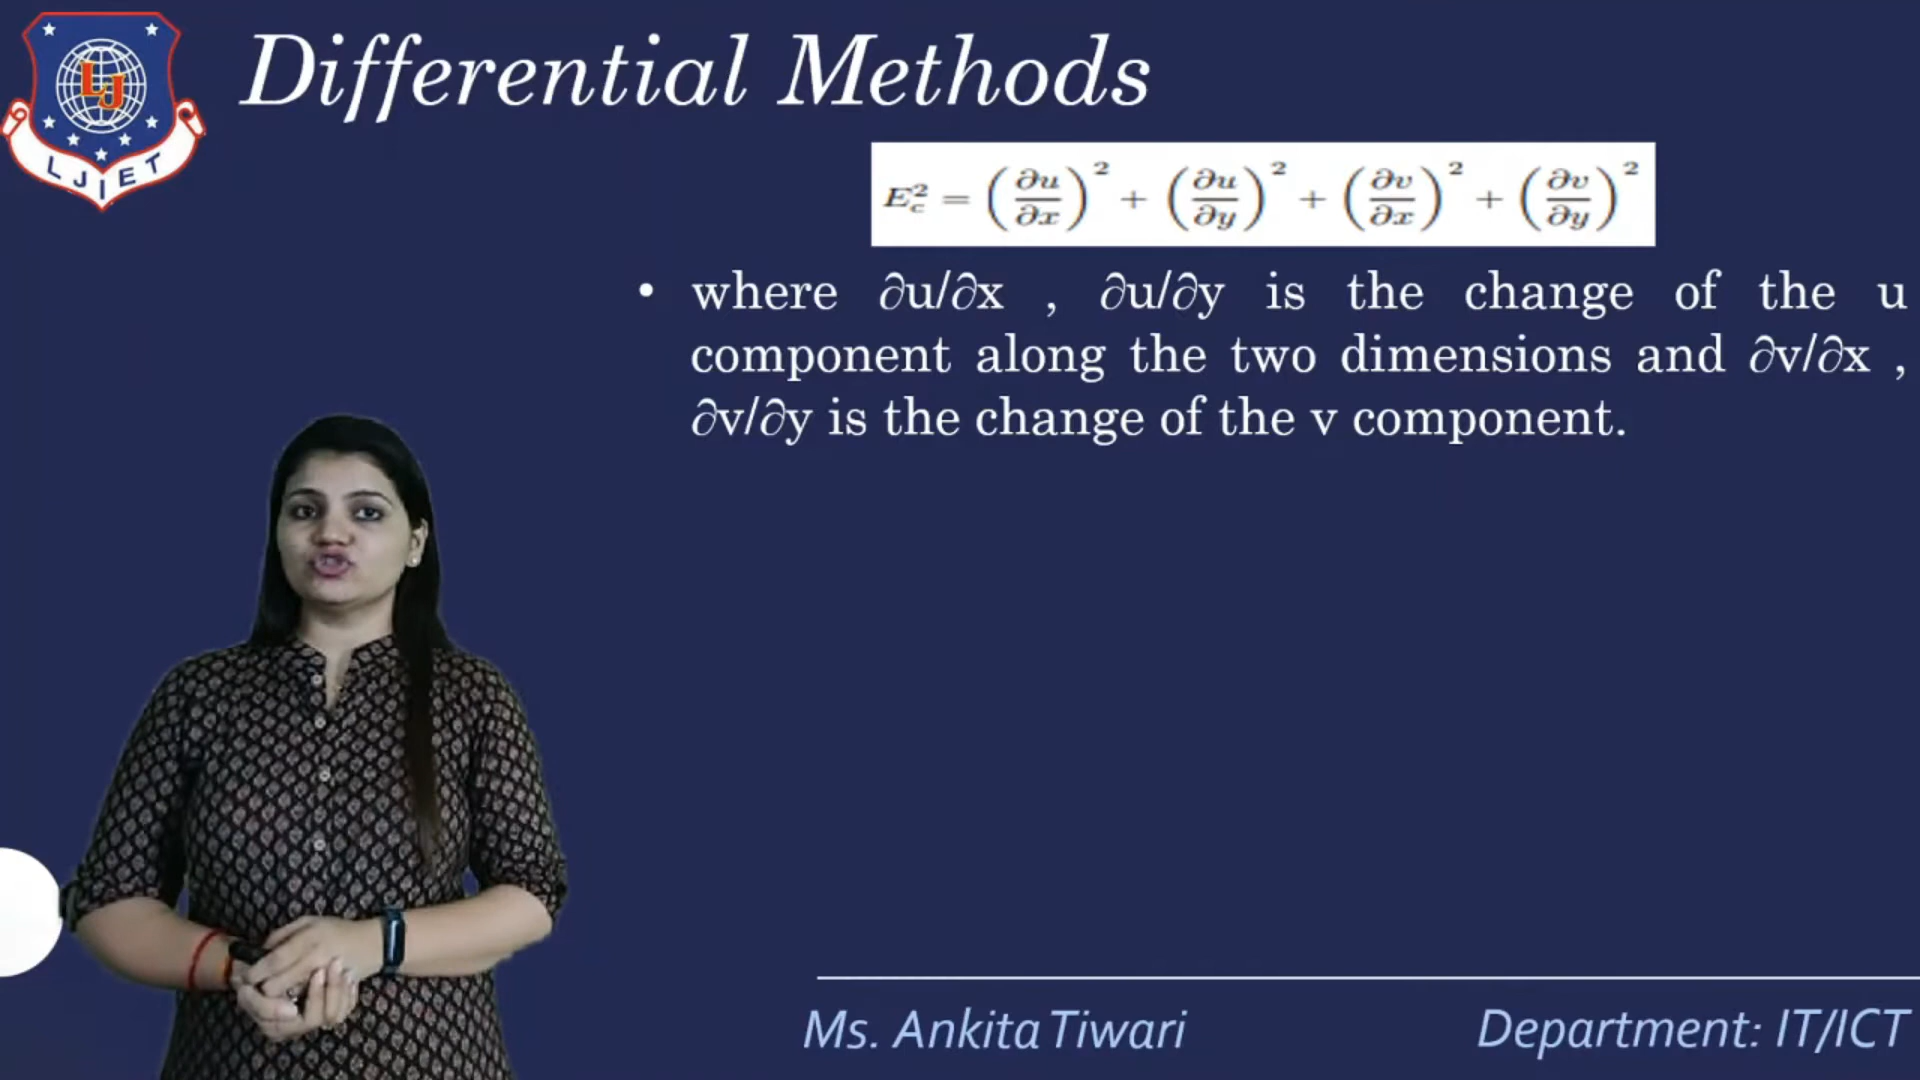 LJIET
LJ
Differential Methods
E_c^2 = (∂u/∂x)^2 + (∂u/∂y)^2 + (∂v/∂x)^2 + (∂v/∂y)^2
• where ∂u/∂x , ∂u/∂y is the change of the u
component along the two dimensions and ∂v/∂x ,
∂v/∂y is the change of the v component.
Ms. Ankita Tiwari
Department: IT/ICT